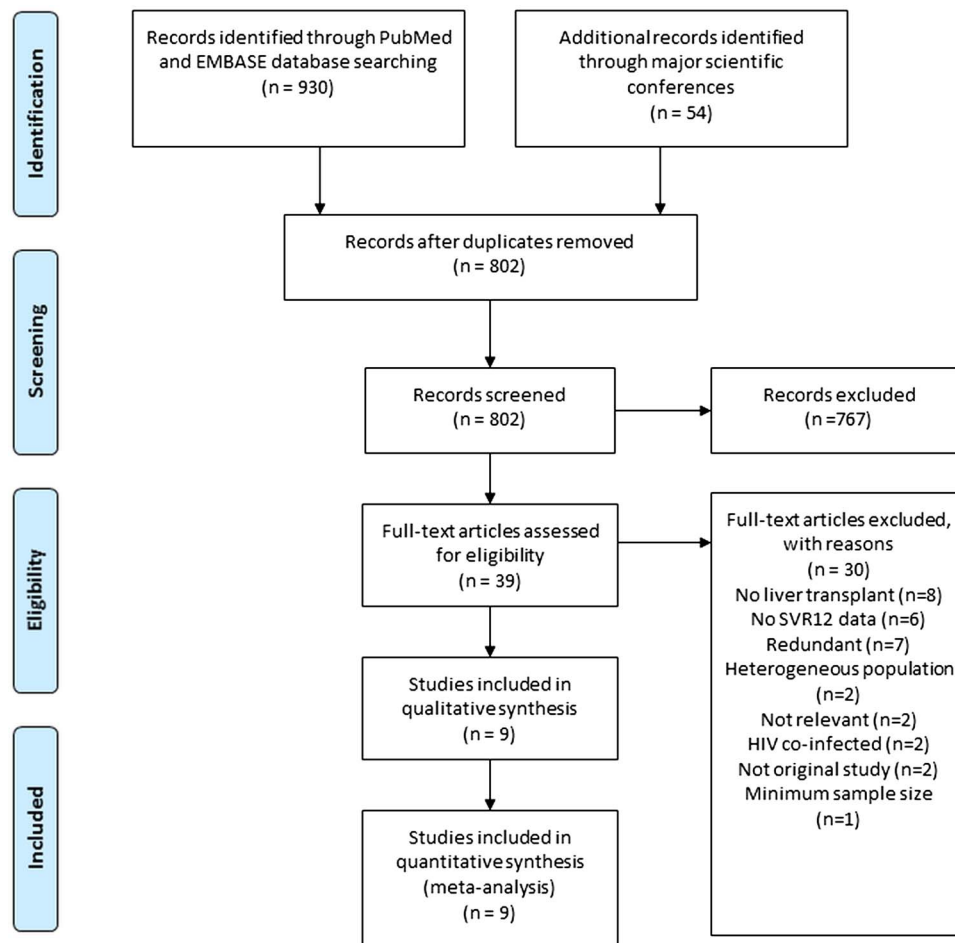 Identification
Records identified through PubMed
and EMBASE database searching
(n = 930)
Additional records identified
through major scientific
conferences
(n = 54)
Records after duplicates removed
(n = 802)
Screening
Records screened
(n = 802)
Records excluded
(n =767)
Eligibility
Full-text articles assessed
for eligibility
(n = 39)
Full-text articles excluded,
with reasons
(n = 30)
No liver transplant (n=8)
No SVR12 data (n=6)
Redundant (n=7)
Heterogeneous population
(n=2)
Not relevant (n=2)
HIV co-infected (n=2)
Not original study (n=2)
Minimum sample size
(n=1)
Studies included in
qualitative synthesis
(n = 9)
Included
Studies included in
quantitative synthesis
(meta-analysis)
(n = 9)